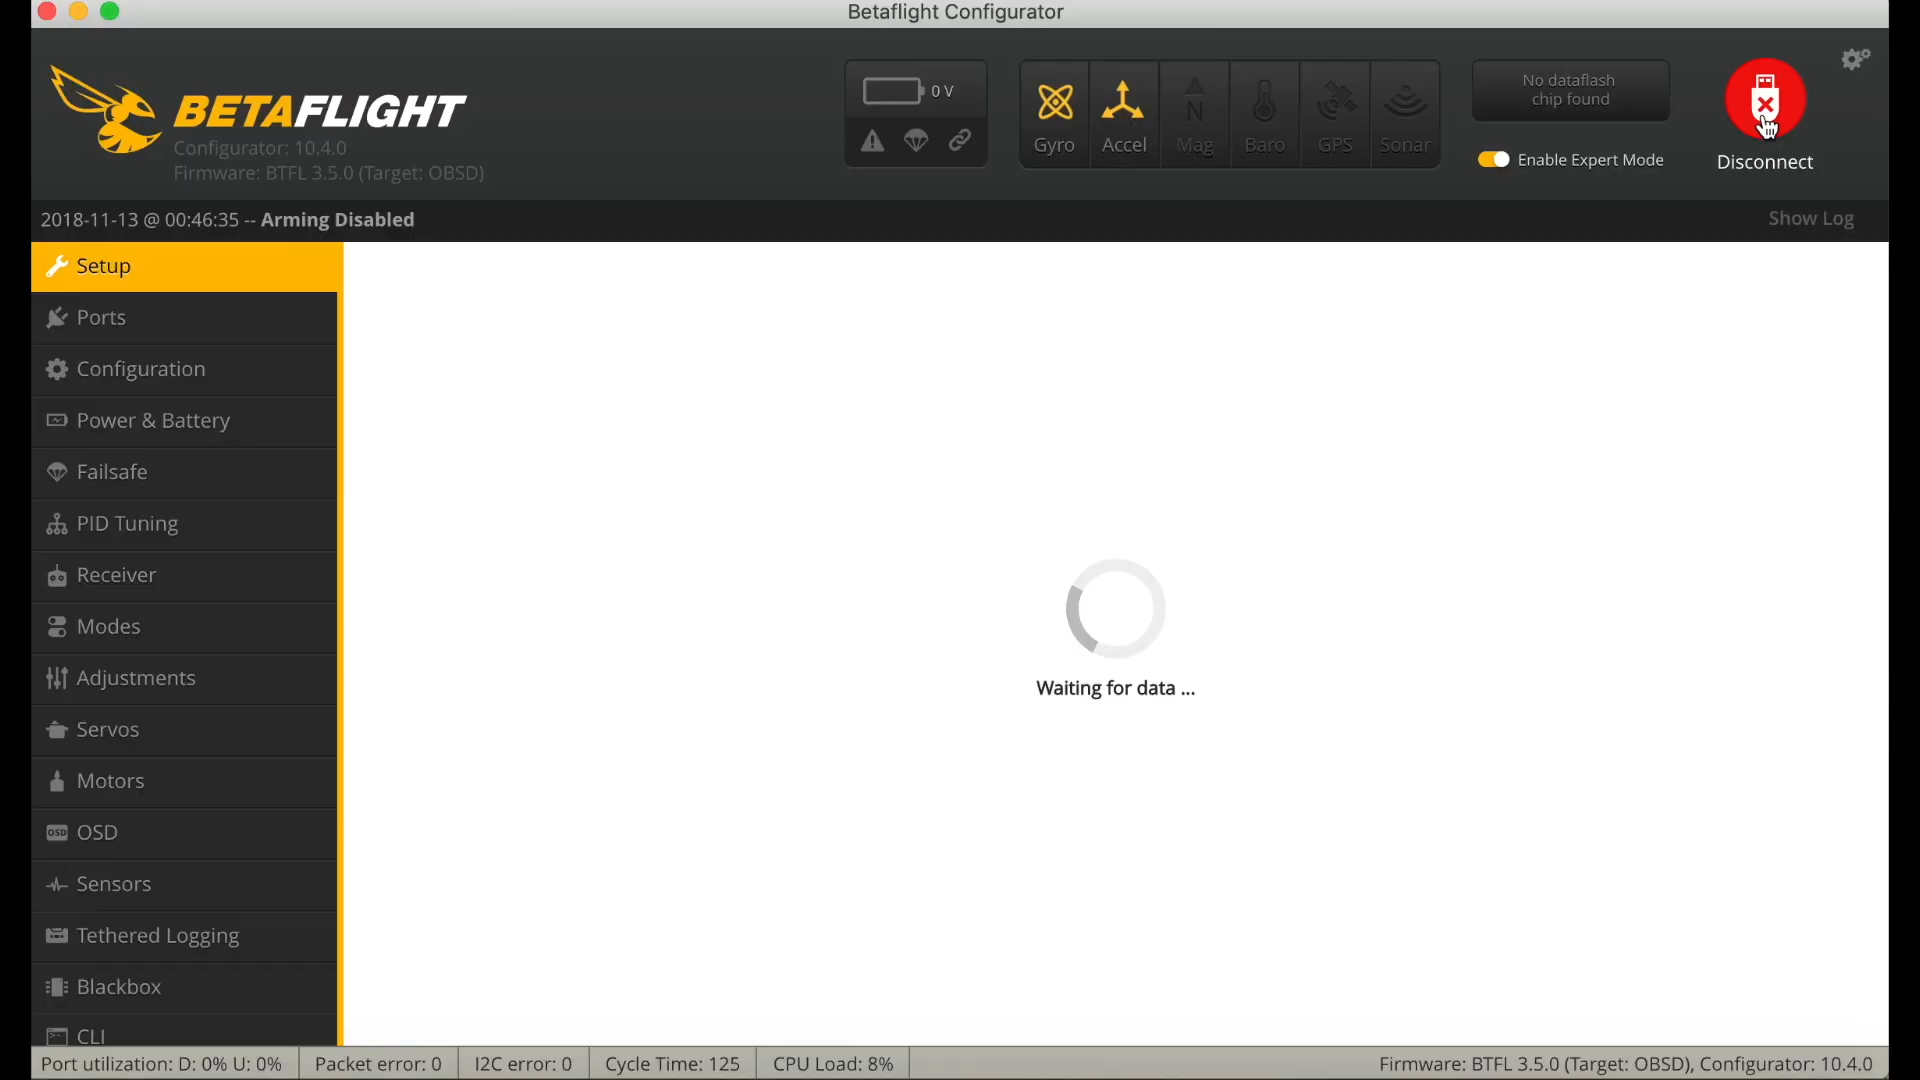 Betaflight Configurator
BETAFLIGHT
Configurator: 10.4.0
Firmware: BTFL 3.5.0 (Target: OBSD)
0 V
Gyro
Accel
N
Mag
Baro
GPS
Sonar
No dataflash
chip found
Enable Expert Mode
Disconnect
2018-11-13 @ 00:46:35 -- Arming Disabled
Show Log
Setup
Ports
Configuration
Power & Battery
Failsafe
PID Tuning
Receiver
Modes
Adjustments
Servos
Motors
OSD OSD
Sensors
Tethered Logging
Blackbox
CLI
Waiting for data ...
Port utilization: D: 0% U: 0%
Packet error: 0
I2C error: 0
Cycle Time: 125
CPU Load: 8%
Firmware: BTFL 3.5.0 (Target: OBSD), Configurator: 10.4.0